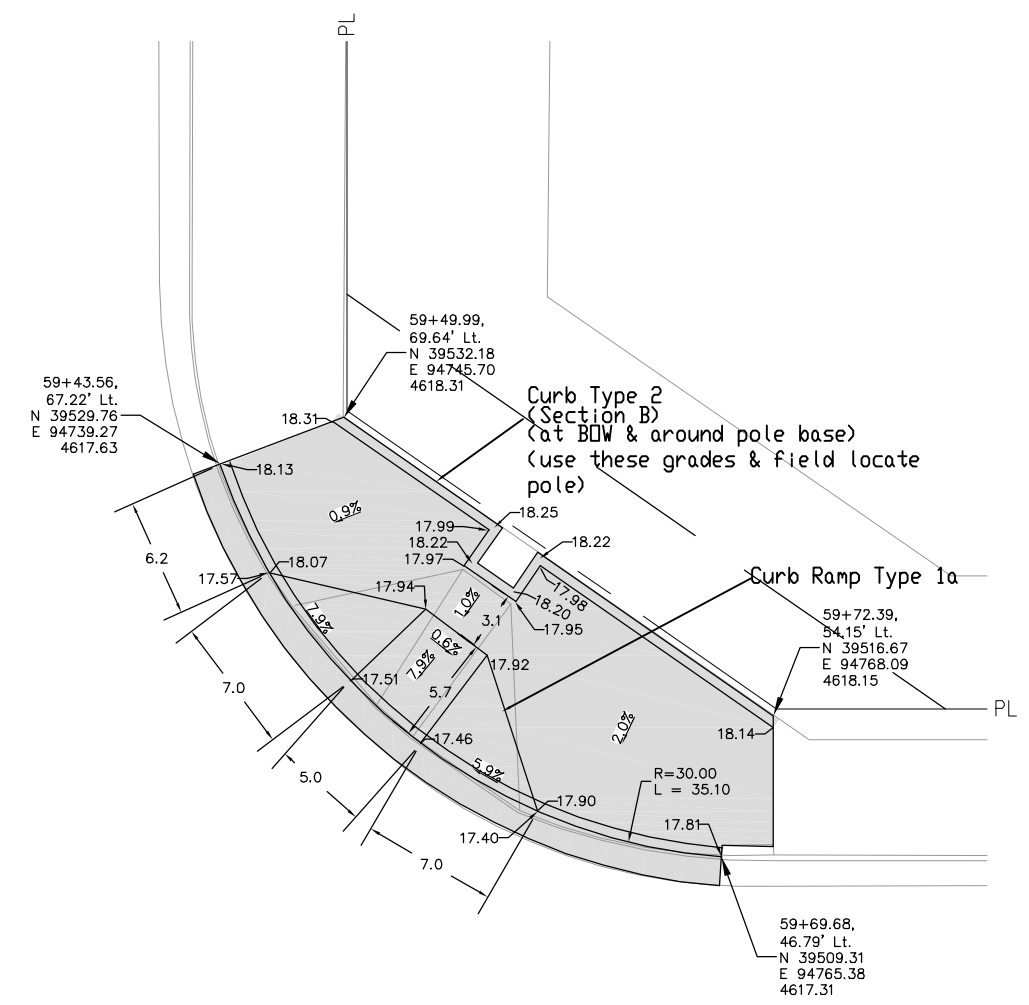 PL
59+49.99,
69.64' Lt.
N 39532.18
E 94745.70
4618.31
59+43.56,
67.22' Lt.
N 39529.76
E 94739.27
4617.63
Curb Type 2
(Section B)
(at BOW & around pole base)
(use these grades & field locate
pole)
18.31
18.13
0.9%
18.25
17.99
18.22
18.22
17.97
6.2
17.57
18.07
17.94
1.0%
17.98
18.20
3.1
17.95
Curb Ramp Type 1a
7.9%
0.6%
7.9%
17.92
59+72.39,
54.15' Lt.
N 39516.67
E 94768.09
4618.15
7.0
17.51
5.7
PL
17.46
2.0%
18.14
5.0
5.9%
R=30.00
L = 35.10
17.90
17.81
17.40
7.0
59+69.68,
46.79' Lt.
N 39509.31
E 94765.38
4617.31